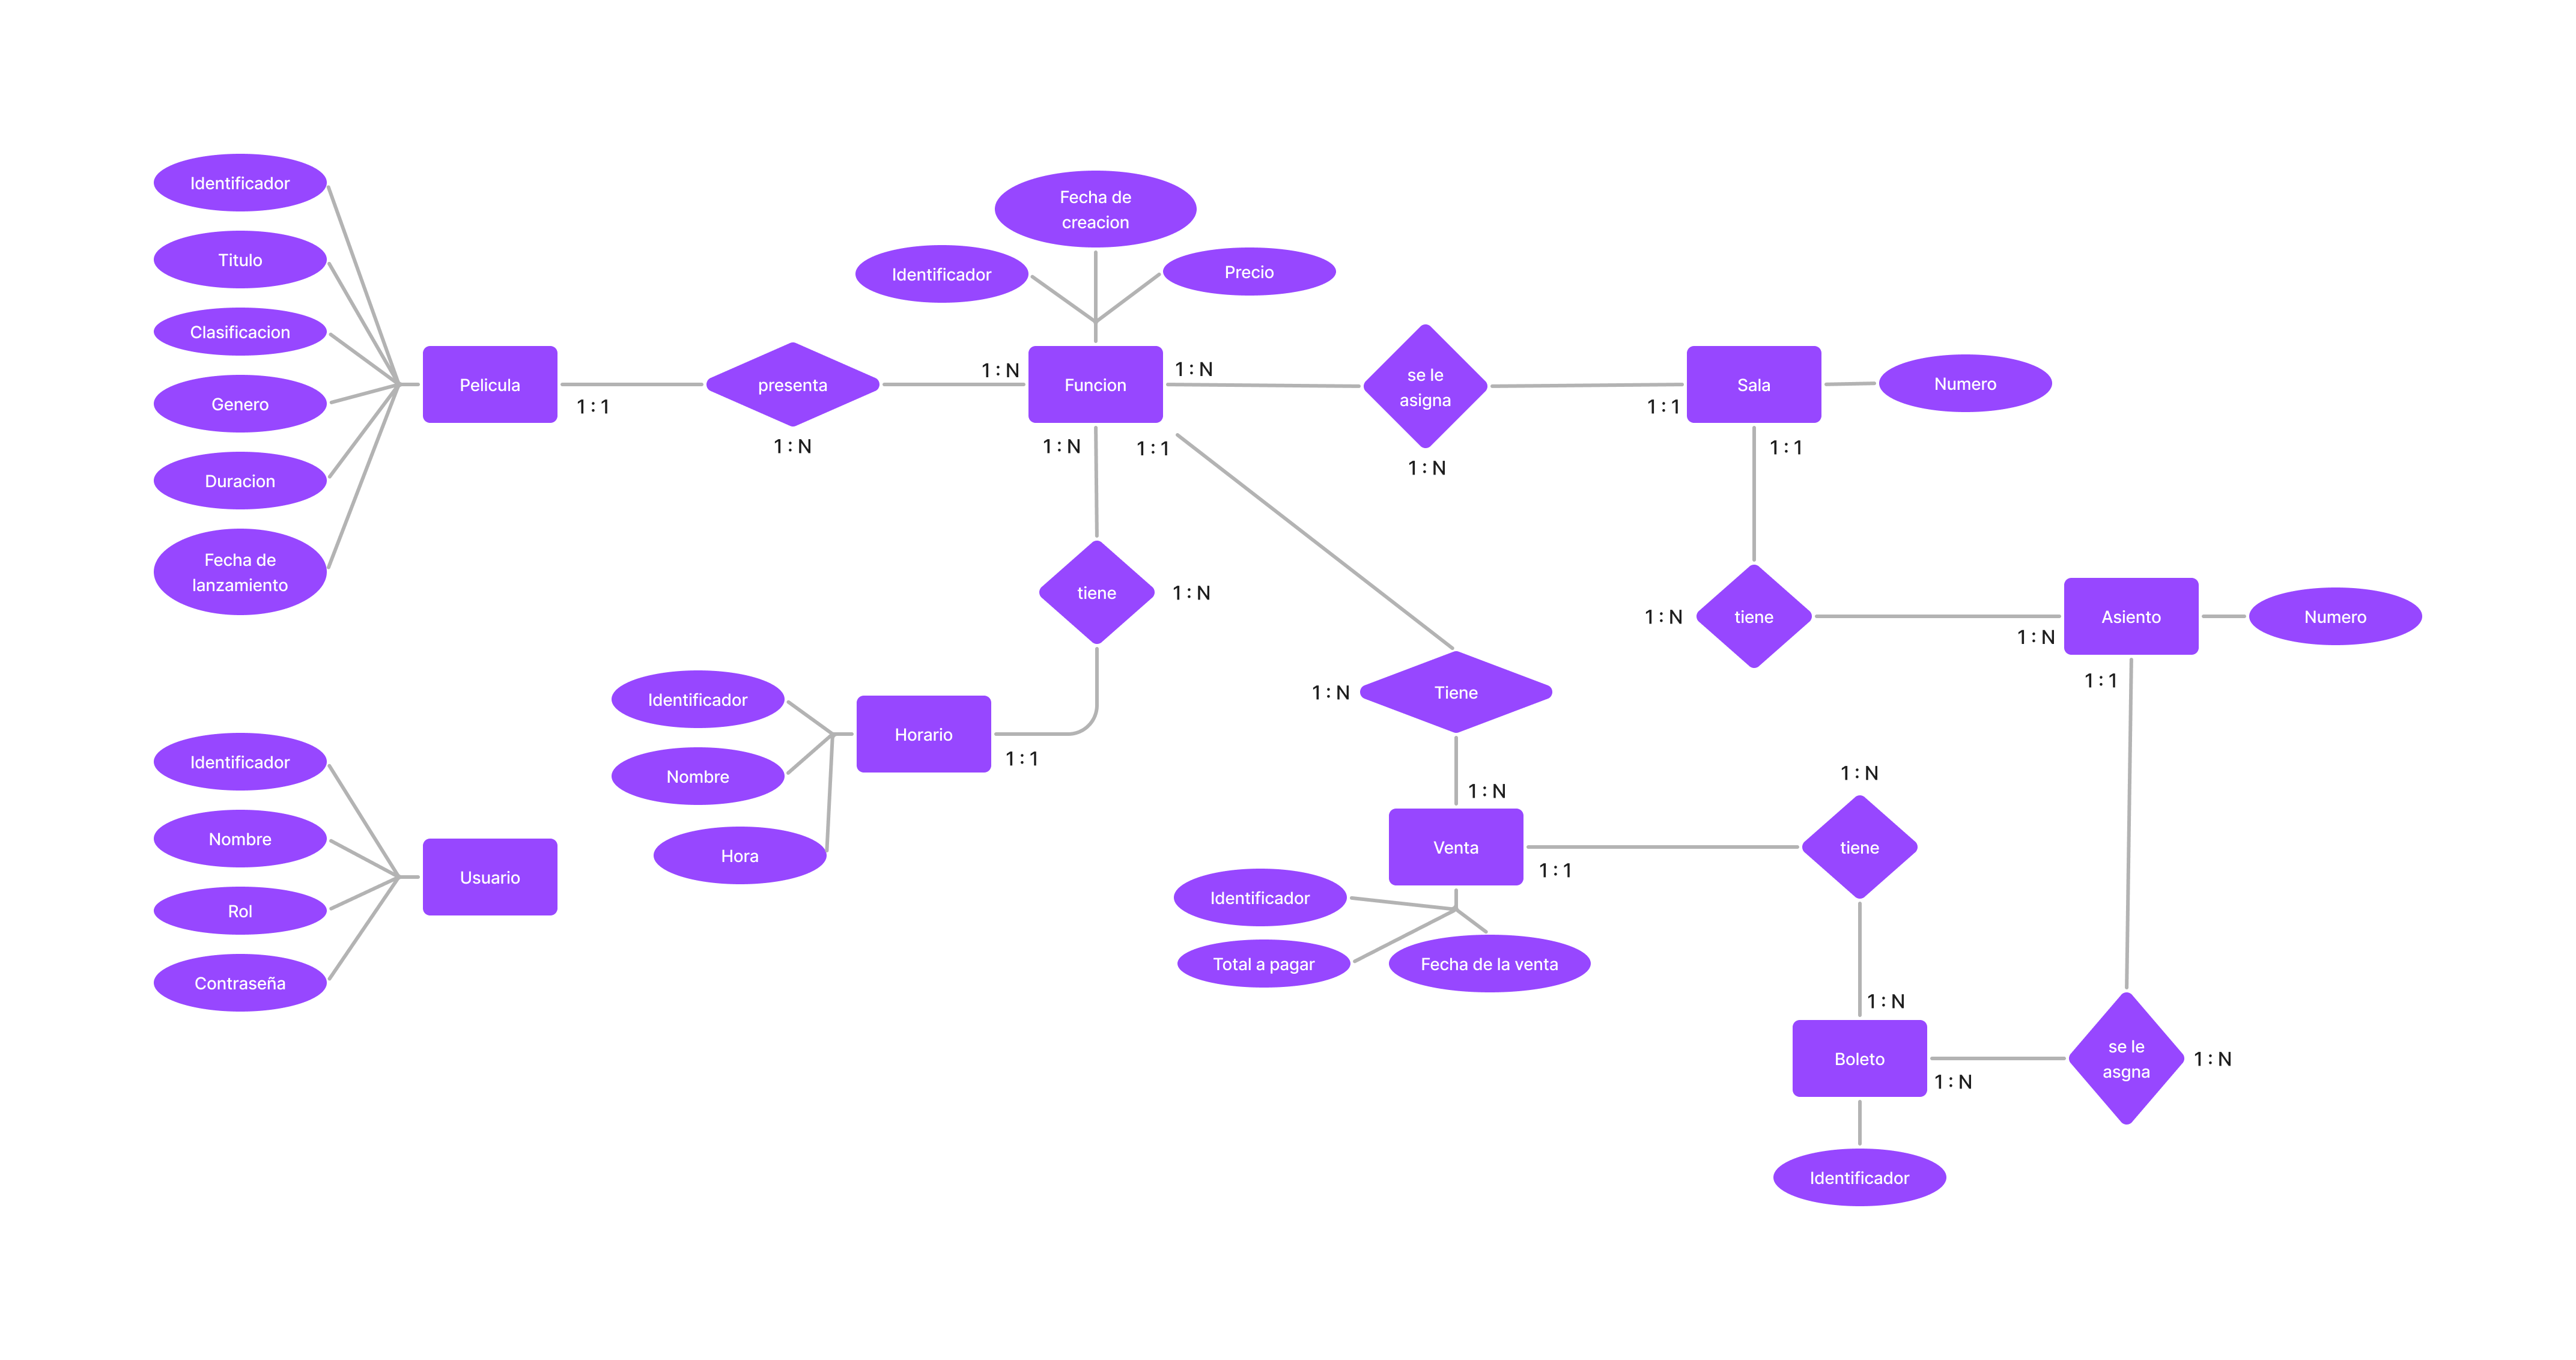 Identificador
Titulo
Clasificacion
Genero
Duracion
Fecha de
lanzamiento
Pelicula
1 : 1
presenta
1 : N
Identificador
Fecha de
creacion
Precio
1 : N
Funcion
1 : N
1 : N
1 : 1
se le
asigna
1 : N
1 : 1
Sala
Numero
1 : 1
tiene
1 : N
1 : N
tiene
1 : N
Asiento
Numero
1 : 1
Identificador
Nombre
Hora
Horario
1 : 1
1 : N
Tiene
1 : N
Venta
1 : 1
Identificador
Total a pagar
Fecha de la venta
1 : N
tiene
1 : N
Boleto
1 : N
Identificador
se le
asgna
1 : N
Identificador
Nombre
Rol
Contraseña
Usuario